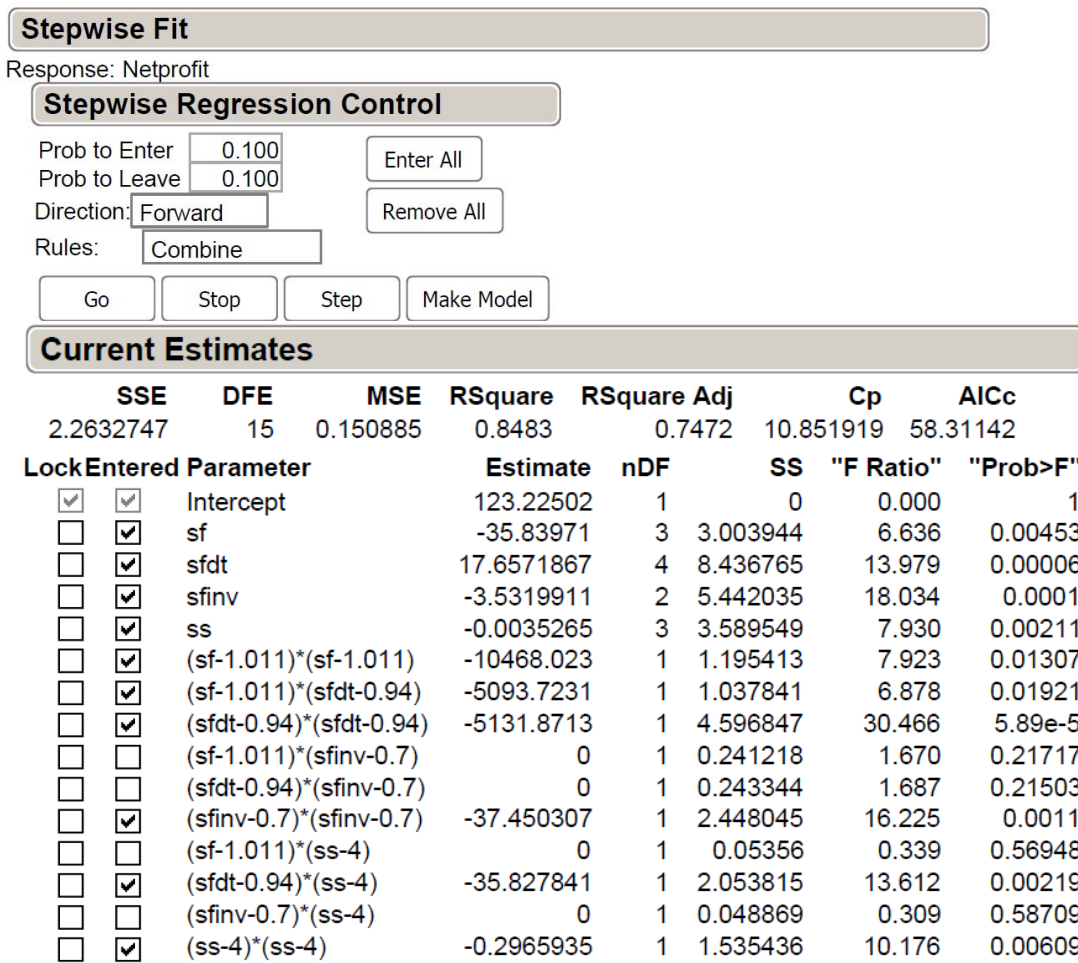 Stepwise Fit
Response: Netprofit
Stepwise Regression Control
Prob to Enter 0.100 Enter All
Prob to Leave 0.100
Direction: Forward Remove All
Rules: Combine
Go Stop Step Make Model
Current Estimates
SSE DFE MSE RSquare RSquare Adj Cp AICc
2.2632747 15 0.150885 0.8483 0.7472 10.851919 58.31142
Lock Entered Parameter Estimate nDF SS "F Ratio" "Prob>F"
Intercept 123.22502 1 0 0.000 1
sf -35.83971 3 3.003944 6.636 0.00453
sfdt 17.6571867 4 8.436765 13.979 0.00006
sfinv -3.5319911 2 5.442035 18.034 0.0001
ss -0.0035265 3 3.589549 7.930 0.00211
(sf-1.011)*(sf-1.011) -10468.023 1 1.195413 7.923 0.01307
(sf-1.011)*(sfdt-0.94) -5093.7231 1 1.037841 6.878 0.01921
(sfdt-0.94)*(sfdt-0.94) -5131.8713 1 4.596847 30.466 5.89e-5
(sf-1.011)*(sfinv-0.7) 0 1 0.241218 1.670 0.21717
(sfdt-0.94)*(sfinv-0.7) 0 1 0.243344 1.687 0.21503
(sfinv-0.7)*(sfinv-0.7) -37.450307 1 2.448045 16.225 0.0011
(sf-1.011)*(ss-4) 0 1 0.05356 0.339 0.56948
(sfdt-0.94)*(ss-4) -35.827841 1 2.053815 13.612 0.00219
(sfinv-0.7)*(ss-4) 0 1 0.048869 0.309 0.58709
(ss-4)*(ss-4) -0.2965935 1 1.535436 10.176 0.00609